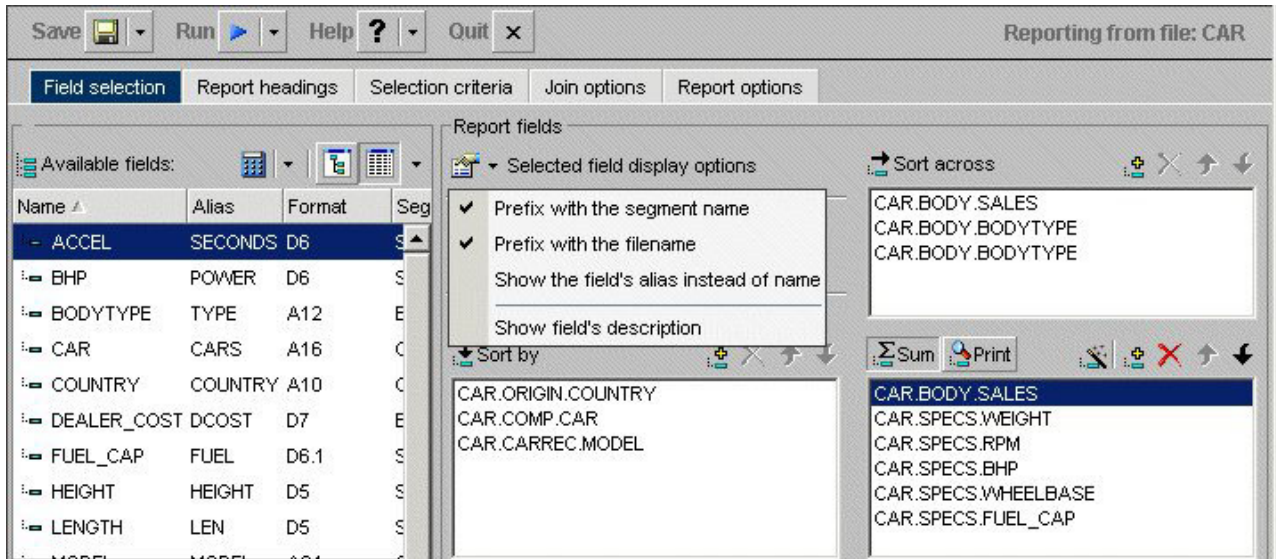 Save Run Help ? Quit Reporting from file: CAR
Field selection Report headings Selection criteria Join options Report options
Report fields
Available fields:
Selected field display options
Sort across
Name Alias Format Seg
ACCEL SECONDS D6 S
BHP POWER D6 S
BODYTYPE TYPE A12
CAR CARS A16
COUNTRY COUNTRY A10
DEALER_COST DCOST D7
FUEL_CAP FUEL D6.1 S
HEIGHT HEIGHT D5 S
LENGTH LEN D5 S
MODEL MODEL A24
Prefix with the segment name
Prefix with the filename
Show the field's alias instead of name
Show field's description
CAR.BODY.SALES
CAR.BODY.BODYTYPE
CAR.BODY.BODYTYPE
Sort by
CAR.ORIGIN.COUNTRY
CAR.COMP.CAR
CAR.CARREC.MODEL
Sum Print
CAR.BODY.SALES
CAR.SPECS.WEIGHT
CAR.SPECS.RPM
CAR.SPECS.BHP
CAR.SPECS.WHEELBASE
CAR.SPECS.FUEL_CAP